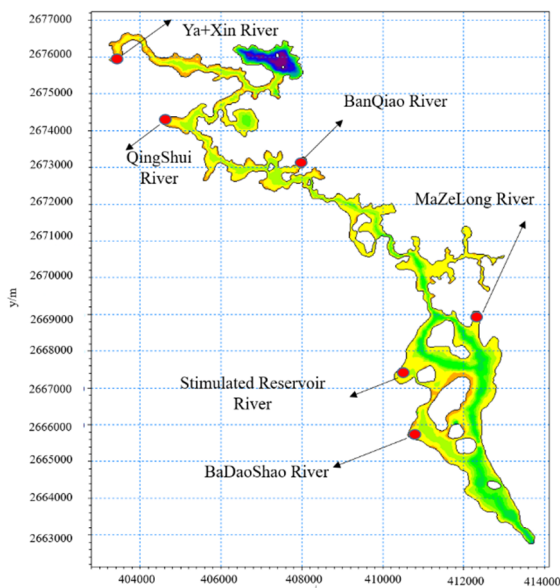 2677000
Ya+Xin River
2676000
2675000
BanQiao River
2674000
QingShui
River
2673000
MaZeLong River
2672000
2671000
2670000
y/m
2669000
2668000
Stimulated Reservoir
River
2667000
2666000
BaDaoShao River
2665000
2664000
2663000
404000 406000 408000 410000 412000 414000